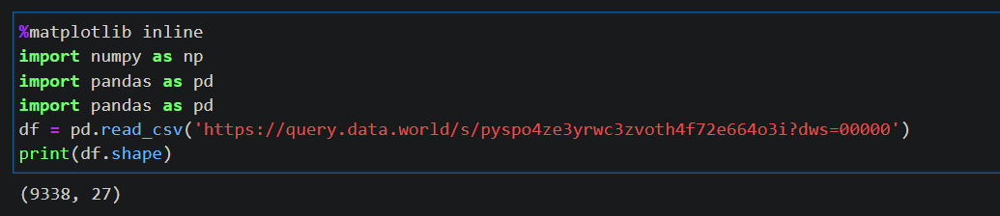 %matplotlib inline
import numpy as np
import pandas as pd
import pandas as pd
df = pd.read_csv('https://query.data.world/s/pyspo4ze3yrwc3zvoth4f72e664o3i?dws=00000')
print(df.shape)
(9338, 27)